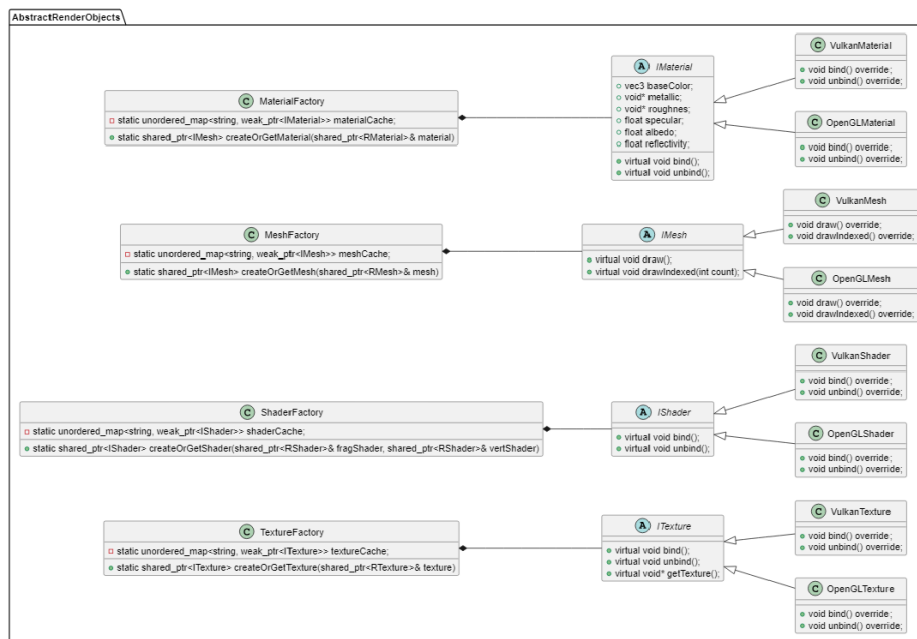 AbstractRenderObjects
C MaterialFactory
static unordered_map<string, weak_ptr<IMaterial>> materialCache;
static shared_ptr<IMesh> createOrGetMaterial(shared_ptr<RMaterial>& material)
A IMaterial
vec3 baseColor;
void* metallic;
void* roughnes;
float specular;
float albedo;
float reflectivity;
virtual void bind();
virtual void unbind();
C VulkanMaterial
void bind() override;
void unbind() override;
C OpenGLMaterial
void bind() override;
void unbind() override;
C MeshFactory
static unordered_map<string, weak_ptr<IMesh>> meshCache;
static shared_ptr<IMesh> createOrGetMesh(shared_ptr<RMesh>& mesh)
A IMesh
virtual void draw();
virtual void drawIndexed(int count);
C VulkanMesh
void draw() override;
void drawIndexed() override;
C OpenGLMesh
void draw() override;
void drawIndexed() override;
C ShaderFactory
static unordered_map<string, weak_ptr<IShader>> shaderCache;
static shared_ptr<IShader> createOrGetShader(shared_ptr<RShader>& fragShader, shared_ptr<RShader>& vertShader)
A IShader
virtual void bind();
virtual void unbind();
C VulkanShader
void bind() override;
void unbind() override;
C OpenGLShader
void bind() override;
void unbind() override;
C TextureFactory
static unordered_map<string, weak_ptr<ITexture>> textureCache;
static shared_ptr<ITexture> createOrGetTexture(shared_ptr<RTexture>& texture)
A ITexture
virtual void bind();
virtual void unbind();
virtual void* getTexture();
C VulkanTexture
void bind() override;
void unbind() override;
C OpenGLTexture
void bind() override;
void unbind() override;